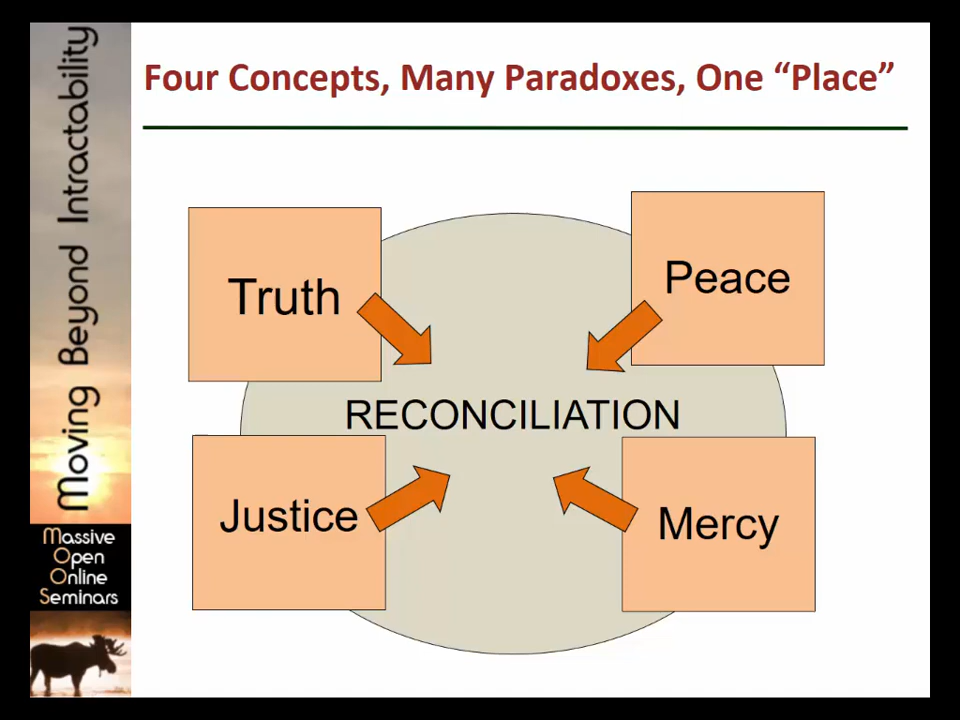 Four Concepts, Many Paradoxes, One “Place”
Moving Beyond Intractability
Truth
Peace
RECONCILIATION
Justice
Mercy
Massive
Open
Online
Seminars